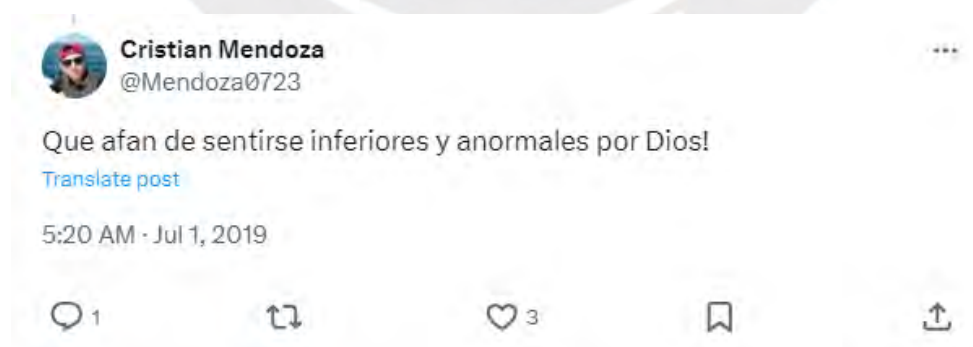 Cristian Mendoza
@Mendoza0723
Que afan de sentirse inferiores y anormales por Dios!
Translate post
5:20 AM · Jul 1, 2019
1 3